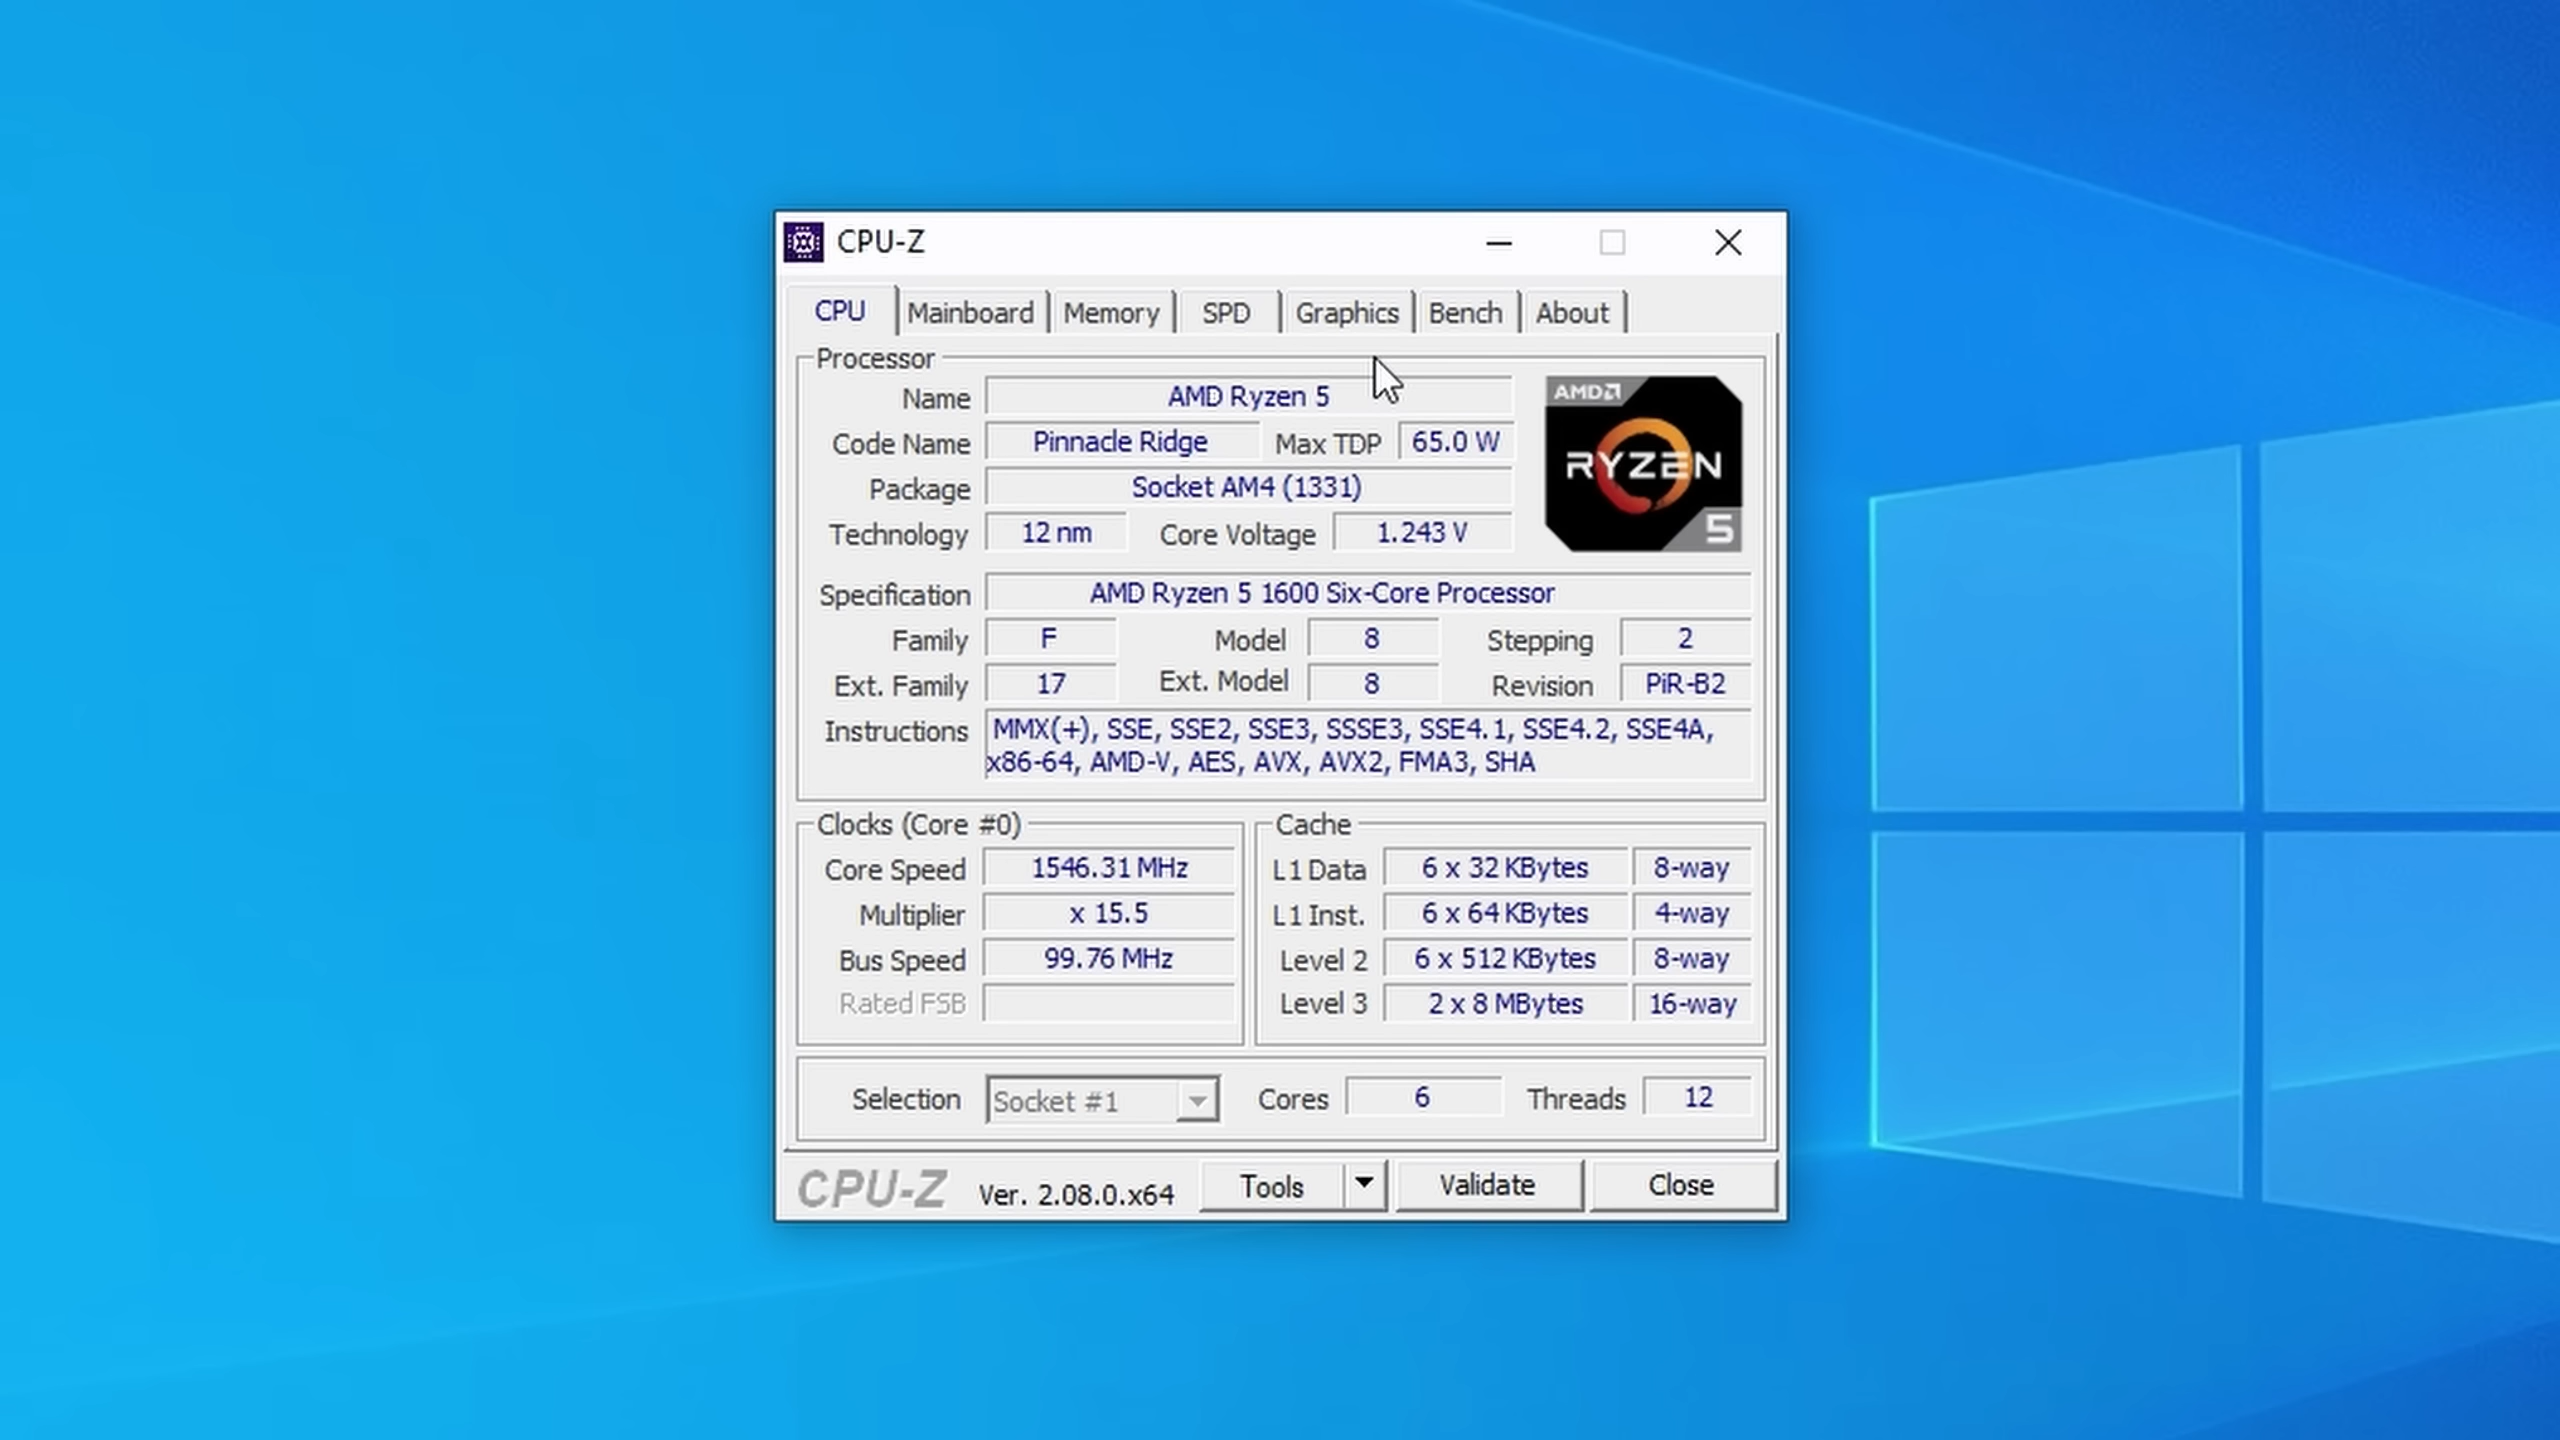 CPU-Z
CPU Mainboard Memory SPD Graphics Bench About
Processor
Name AMD Ryzen 5
Code Name Pinnacle Ridge Max TDP 65.0 W
Package Socket AM4 (1331)
Technology 12 nm Core Voltage 1.243 V
AMD
RYZEN
5
Specification AMD Ryzen 5 1600 Six-Core Processor
Family F Model 8 Stepping 2
Ext. Family 17 Ext. Model 8 Revision PiR-B2
Instructions MMX(+), SSE, SSE2, SSE3, SSSE3, SSE4.1, SSE4.2, SSE4A,
x86-64, AMD-V, AES, AVX, AVX2, FMA3, SHA
Clocks (Core #0)
Core Speed 1546.31 MHz
Multiplier x 15.5
Bus Speed 99.76 MHz
Rated FSB
Cache
L1 Data 6 x 32 KBytes 8-way
L1 Inst. 6 x 64 KBytes 4-way
Level 2 6 x 512 KBytes 8-way
Level 3 2 x 8 MBytes 16-way
Selection Socket #1 Cores 6 Threads 12
CPU-Z Ver. 2.08.0.x64 Tools Validate Close